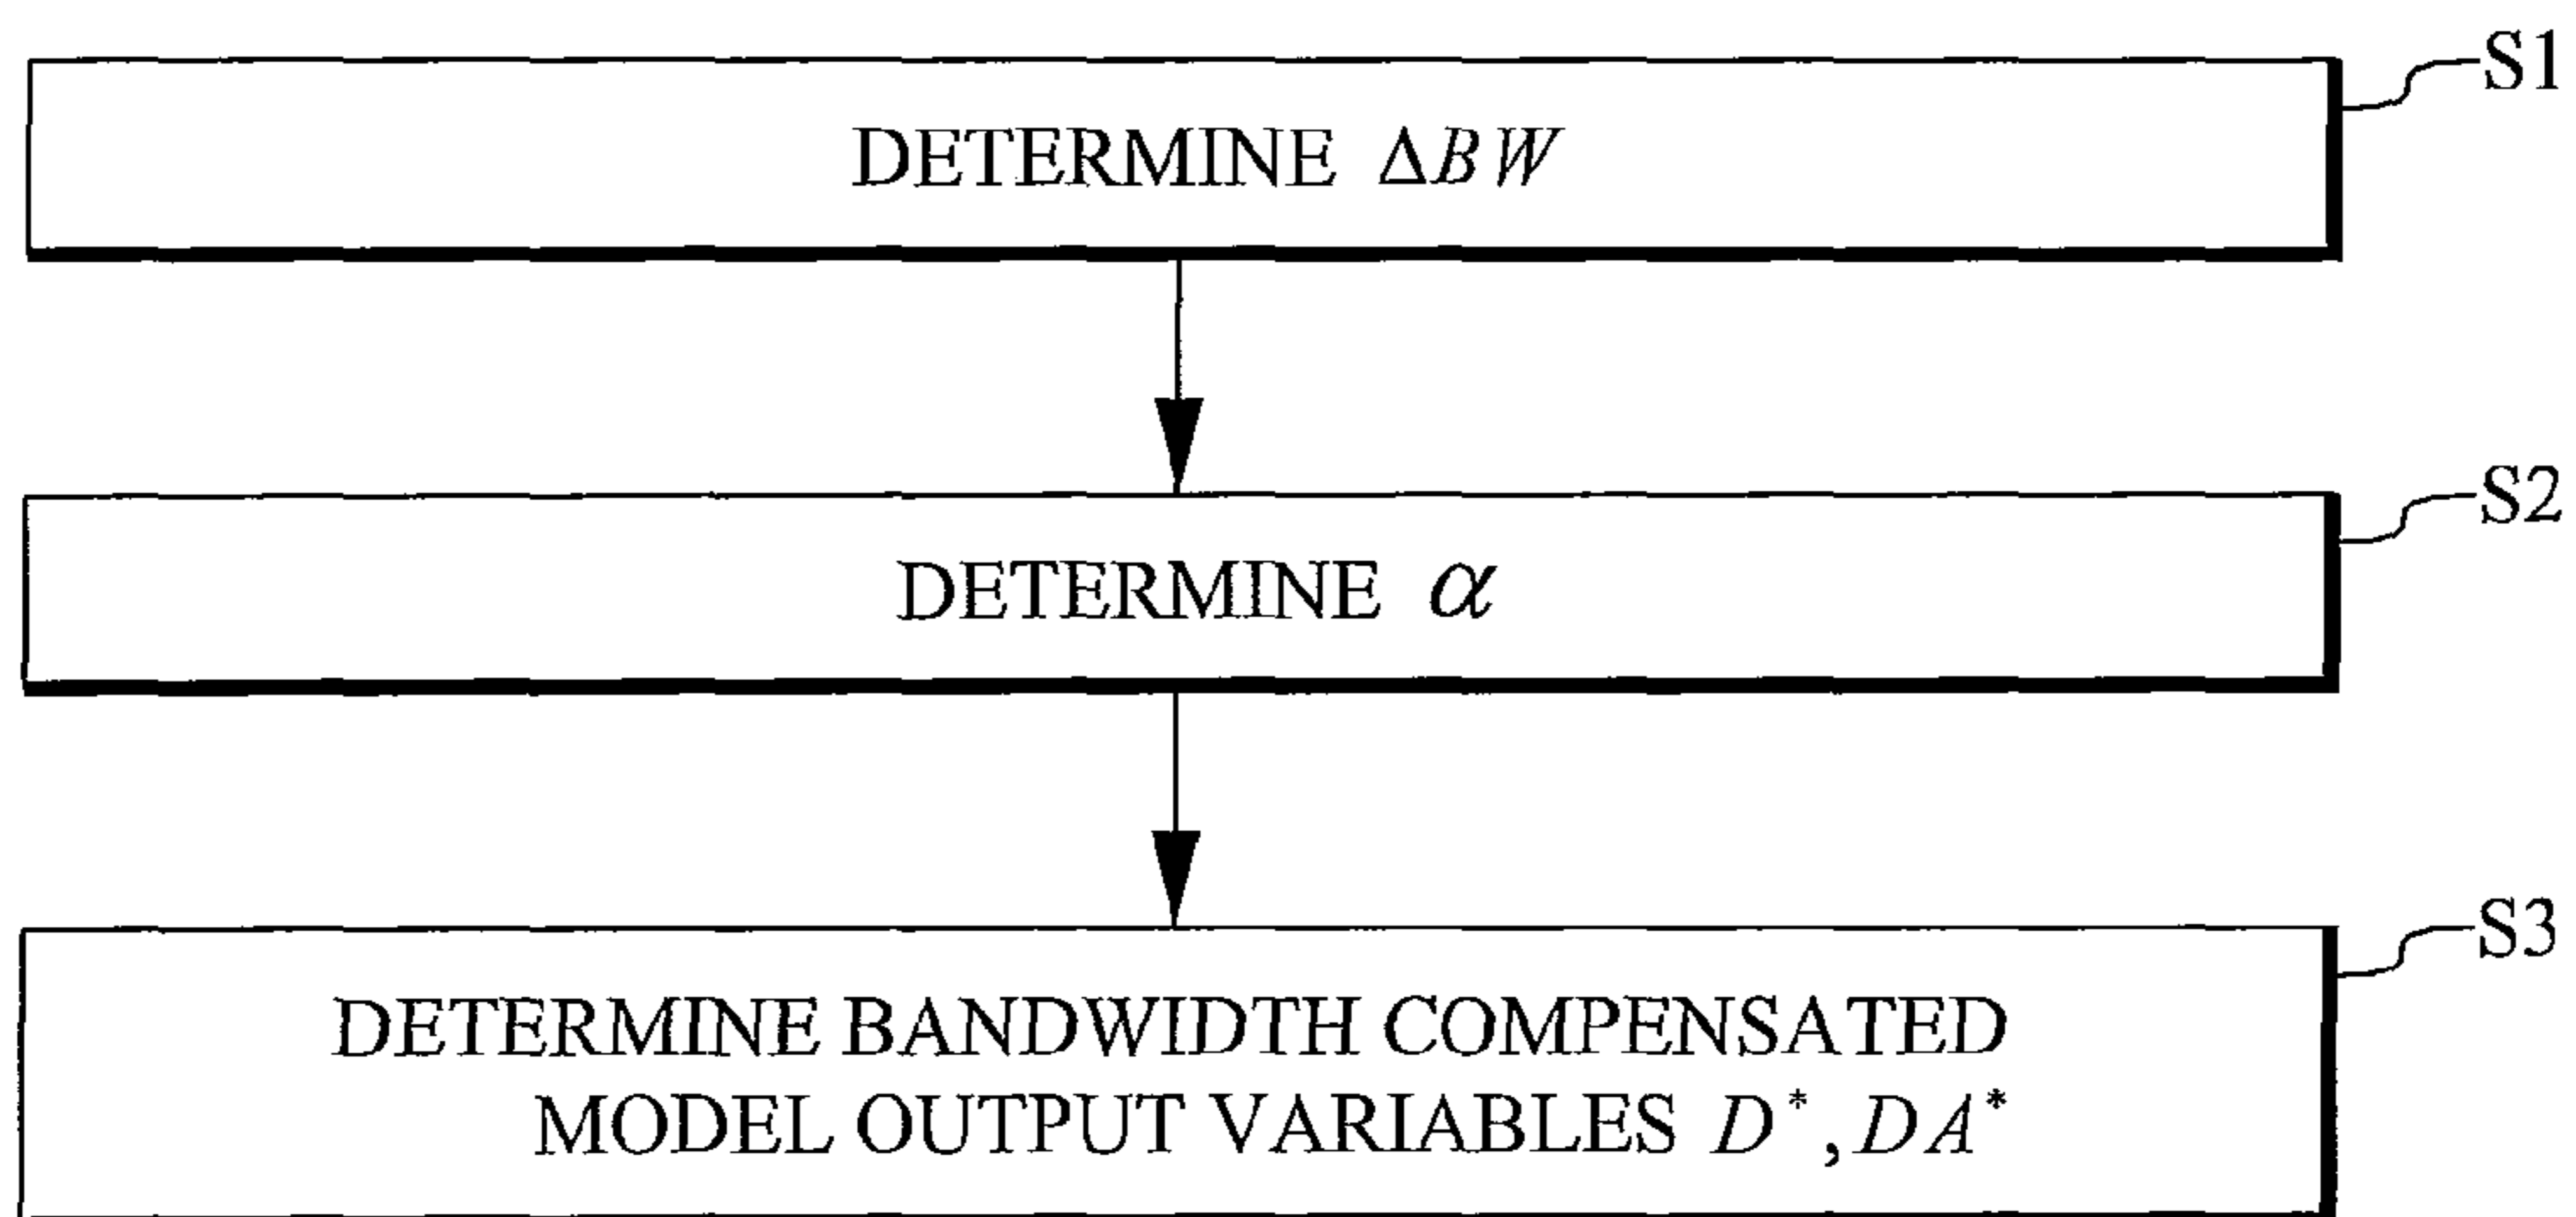 S1
DETERMINE ΔBW
S2
DETERMINE α
S3
DETERMINE BANDWIDTH COMPENSATED
MODEL OUTPUT VARIABLES D*, DA*